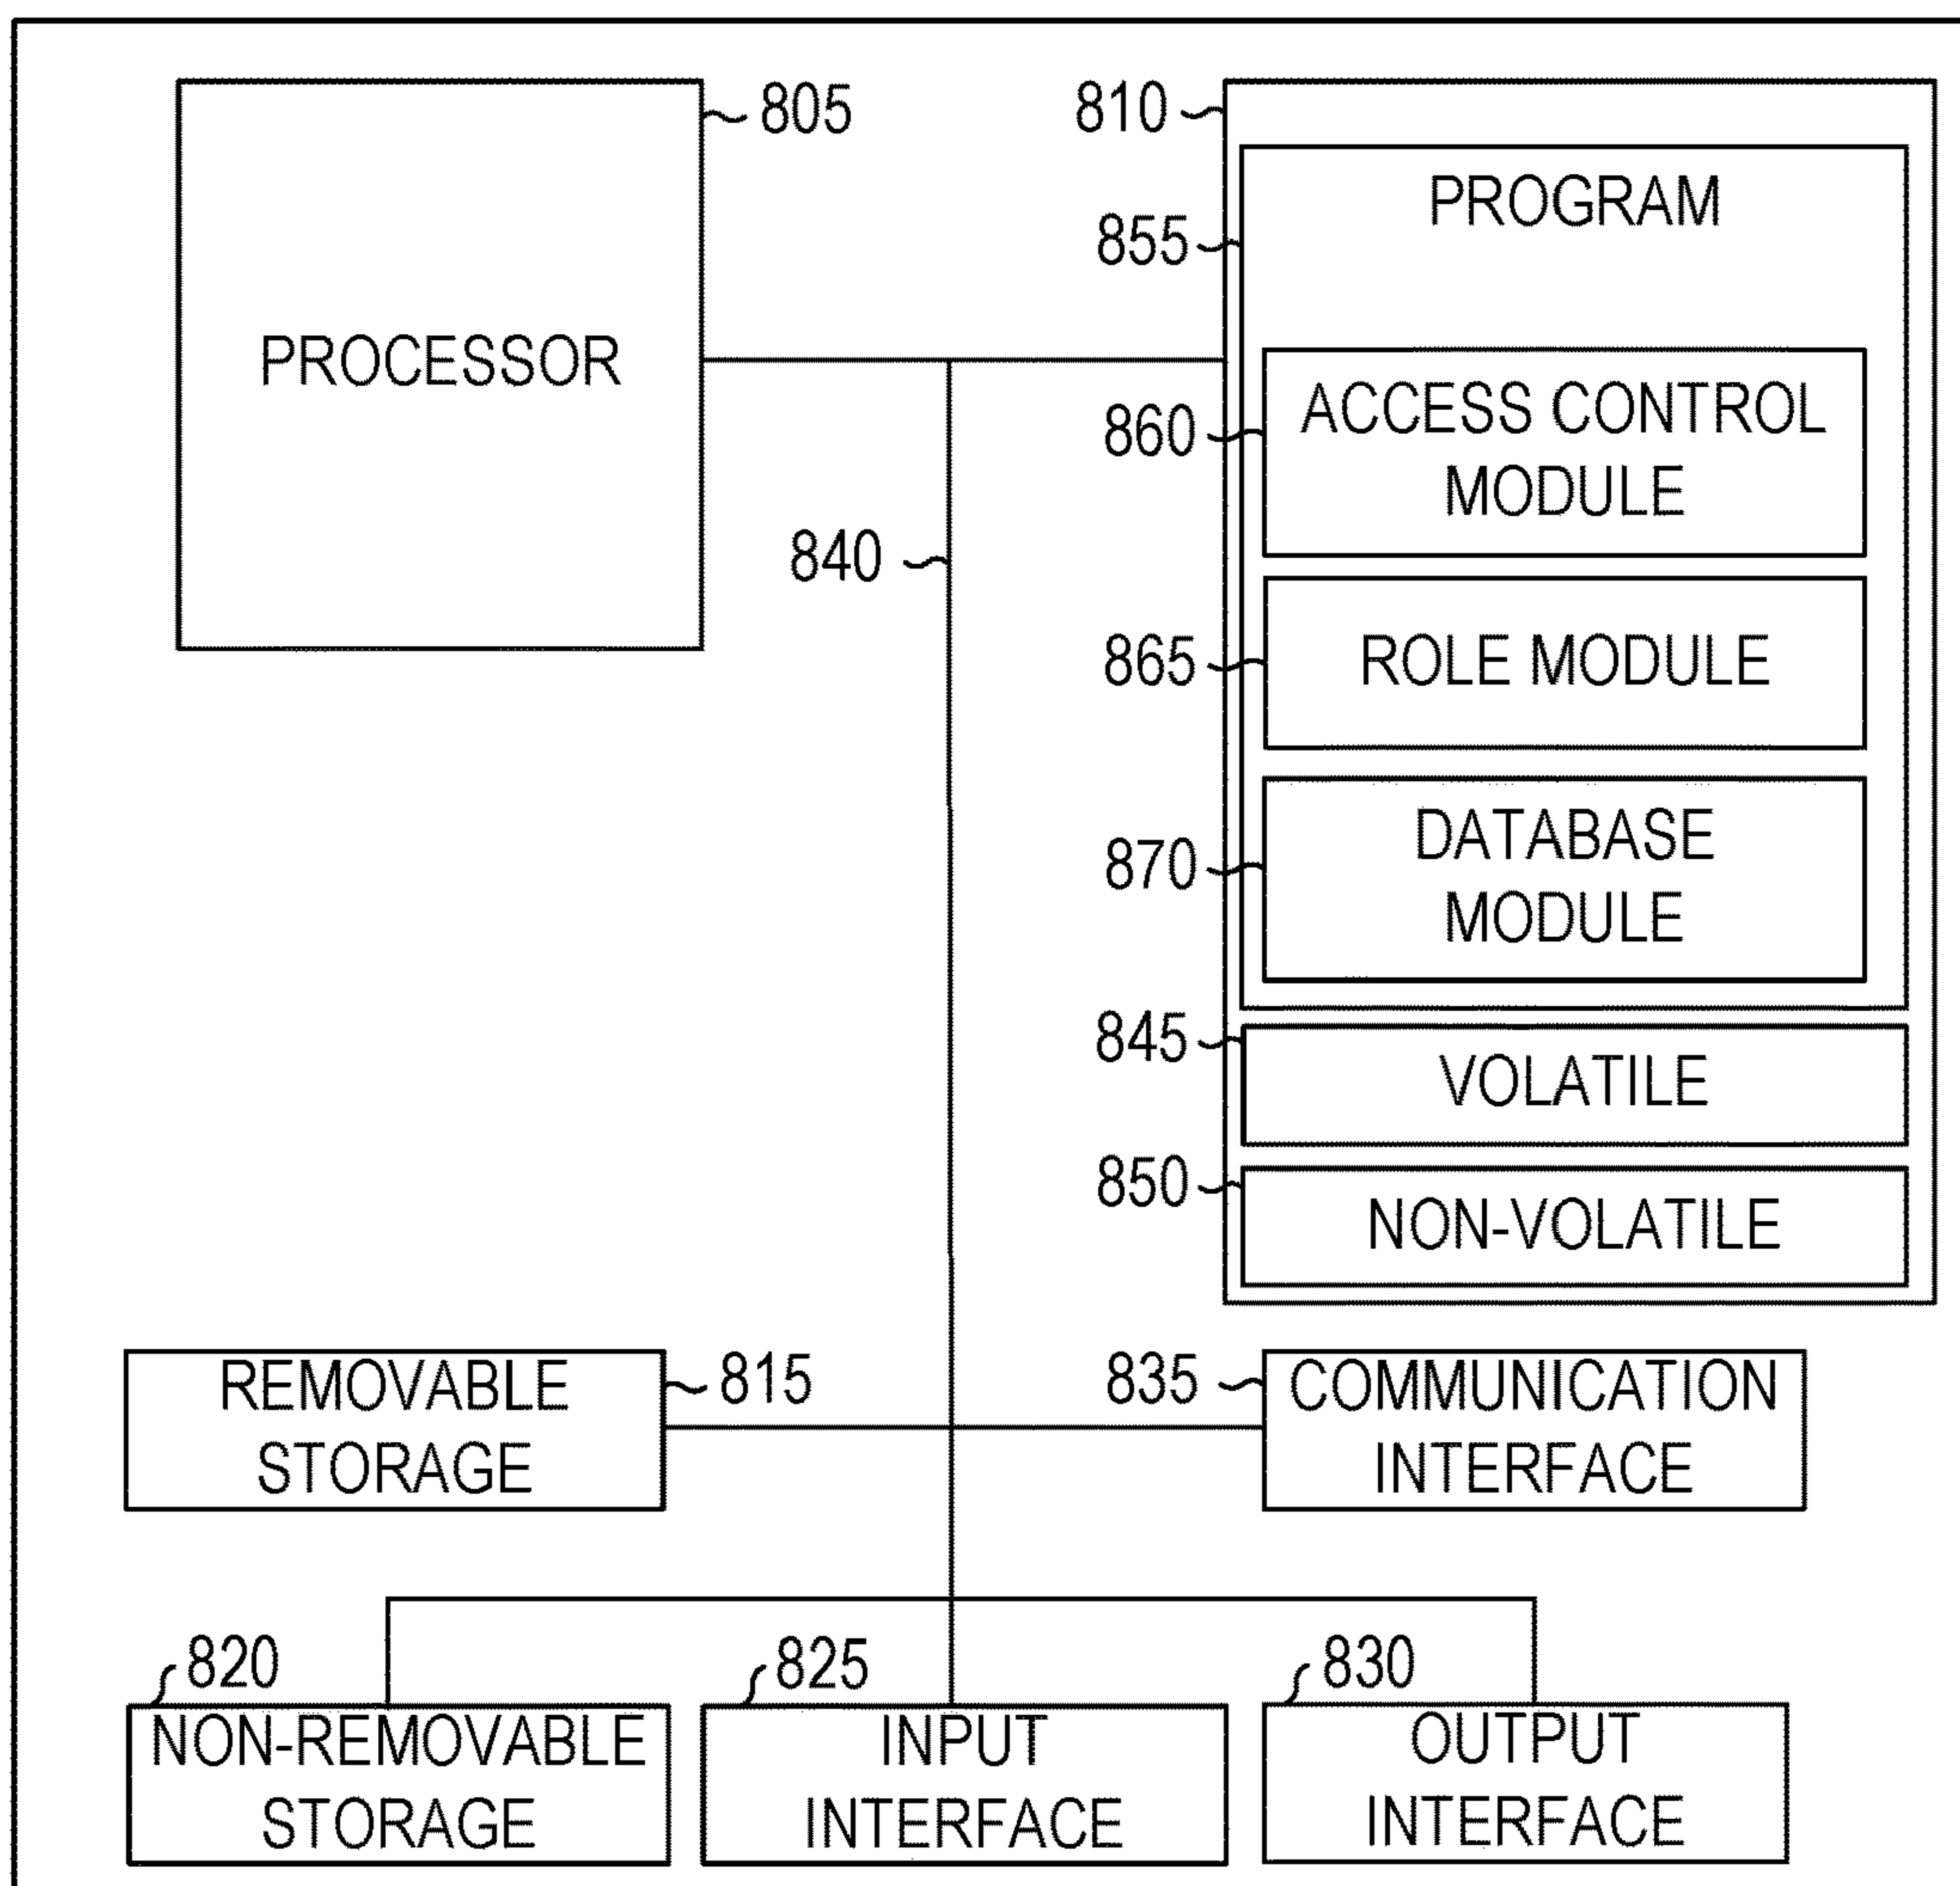 805
810
PROGRAM
855
PROCESSOR
860
ACCESS CONTROL
MODULE
840
865
ROLE MODULE
870
DATABASE
MODULE
845
VOLATILE
850
NON-VOLATILE
REMOVABLE
STORAGE
815
835
COMMUNICATION
INTERFACE
820
NON-REMOVABLE
STORAGE
825
INPUT
INTERFACE
830
OUTPUT
INTERFACE